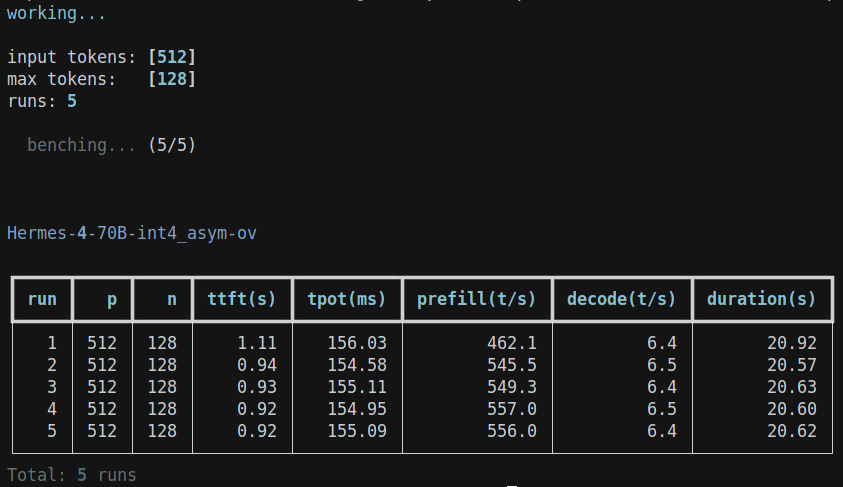 working...
input tokens: [512]
max tokens:   [128]
runs: 5
benching... (5/5)
Hermes-4-70B-int4_asym-ov
run p n ttft(s) tpot(ms) prefill(t/s) decode(t/s) duration(s)
1 512 128 1.11 156.03 462.1 6.4 20.92
2 512 128 0.94 154.58 545.5 6.5 20.57
3 512 128 0.93 155.11 549.3 6.4 20.63
4 512 128 0.92 154.95 557.0 6.5 20.60
5 512 128 0.92 155.09 556.0 6.4 20.62
Total: 5 runs